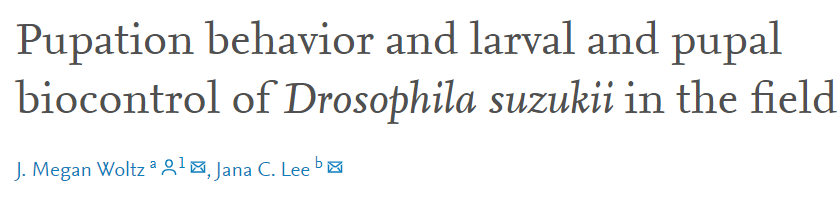 Pupation behavior and larval and pupal
biocontrol of Drosophila suzukii in the field
J. Megan Woltz a 1, Jana C. Lee b